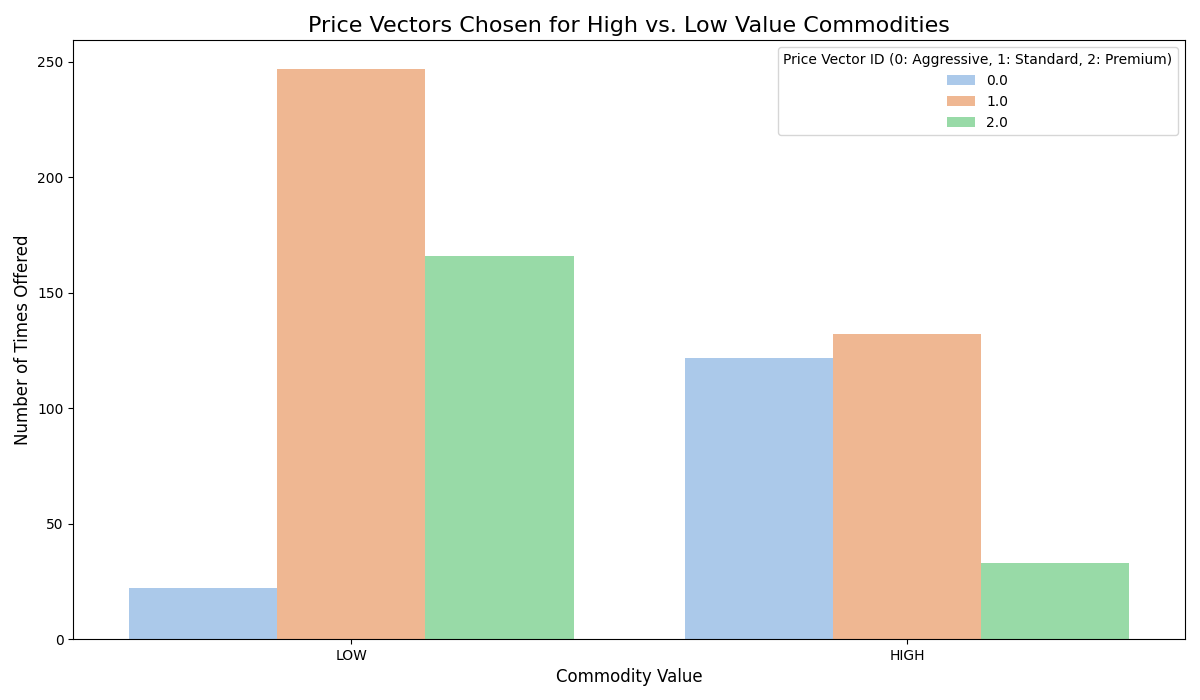 Price Vectors Chosen for High vs. Low Value Commodities
Price Vector ID (0: Aggressive, 1: Standard, 2: Premium)
0.0
1.0
2.0
Number of Times Offered
250
200
150
100
50
0
LOW
HIGH
Commodity Value